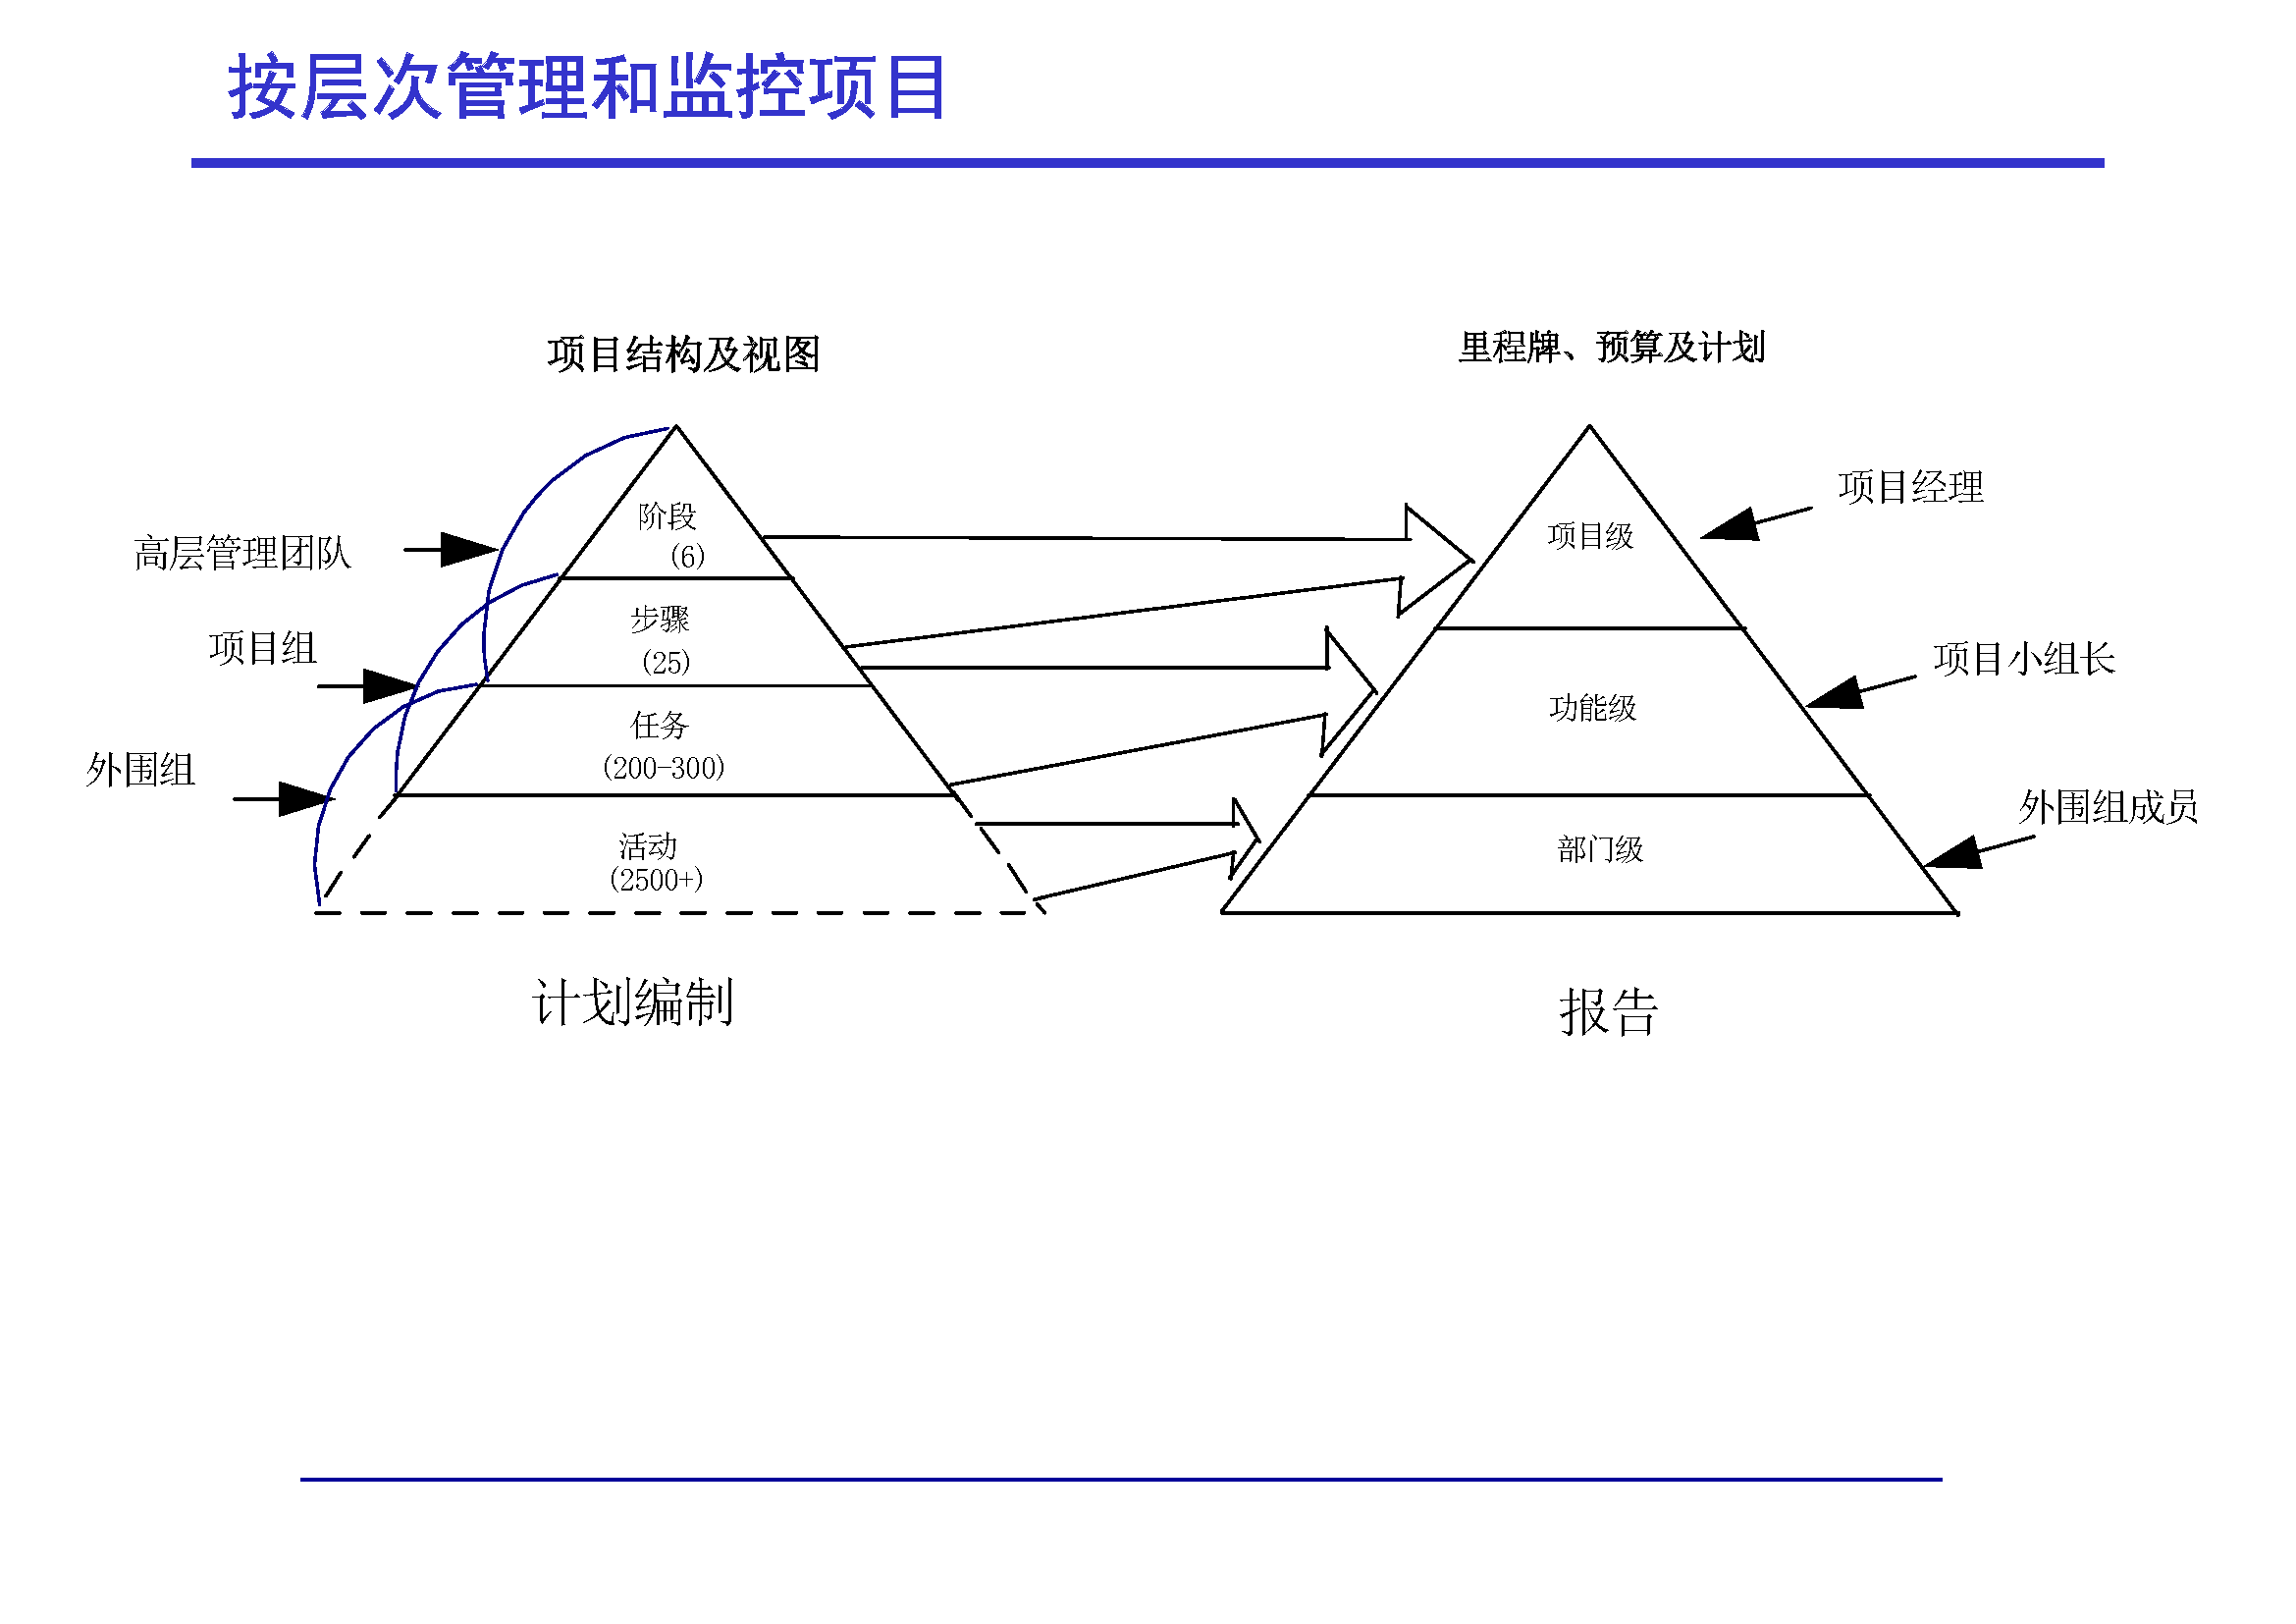 按层次管理和监控项目
项目结构及视图
里程牌、预算及计划
高层管理团队
项目组
外围组
阶段
(6)
步骤
(25)
任务
(200-300)
活动
(2500+)
计划编制
项目级
功能级
部门级
项目经理
项目小组长
外围组成员
报告